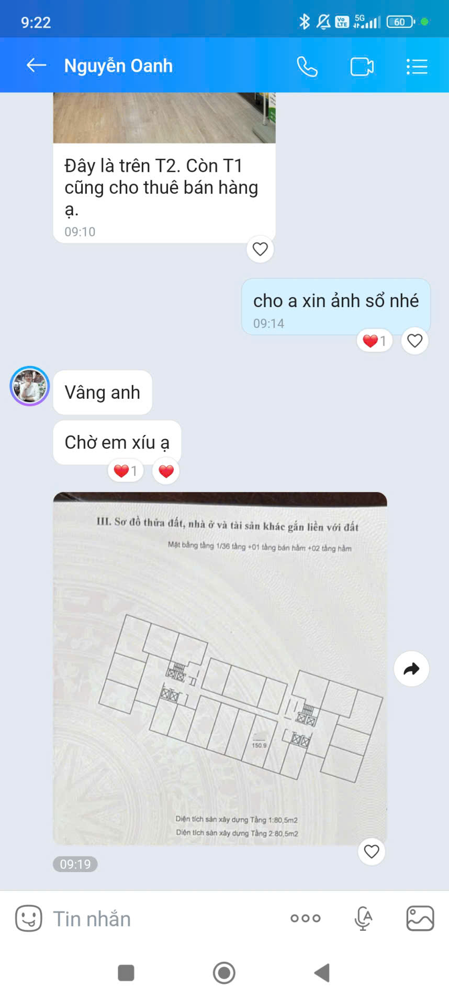 9:22
Vo
LTE
5G
60
Nguyễn Oanh
Đây là trên T2. Còn T1
cũng cho thuê bán hàng
ạ.
09:10
cho a xin ảnh sổ nhé
09:14
1
Vâng anh
Chờ em xíu ạ
1
III. Sơ đồ thửa đất, nhà ở và tài sản khác gắn liền với đất
Mặt bằng tầng 1/36 tầng +01 tầng bán hầm +02 tầng hầm
150.9
Diện tích sàn xây dựng Tầng 1:80,5m2
Diện tích sàn xây dựng Tầng 2:80,5m2
09:19
Tin nhắn
A